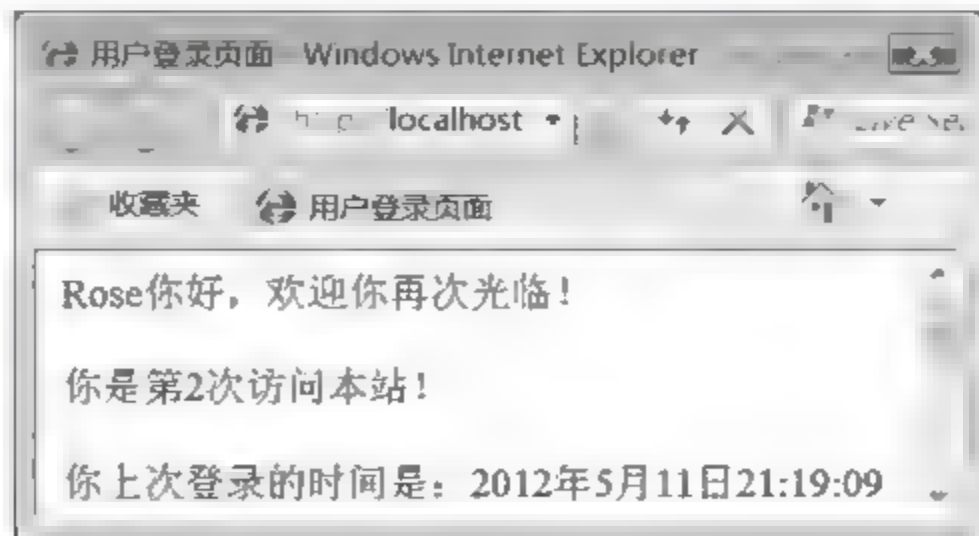 用户登录页面 - Windows Internet Explorer
localhost
收藏夹 用户登录页面
Rose你好，欢迎你再次光临！
你是第2次访问本站！
你上次登录的时间是：2012年5月11日21:19:09